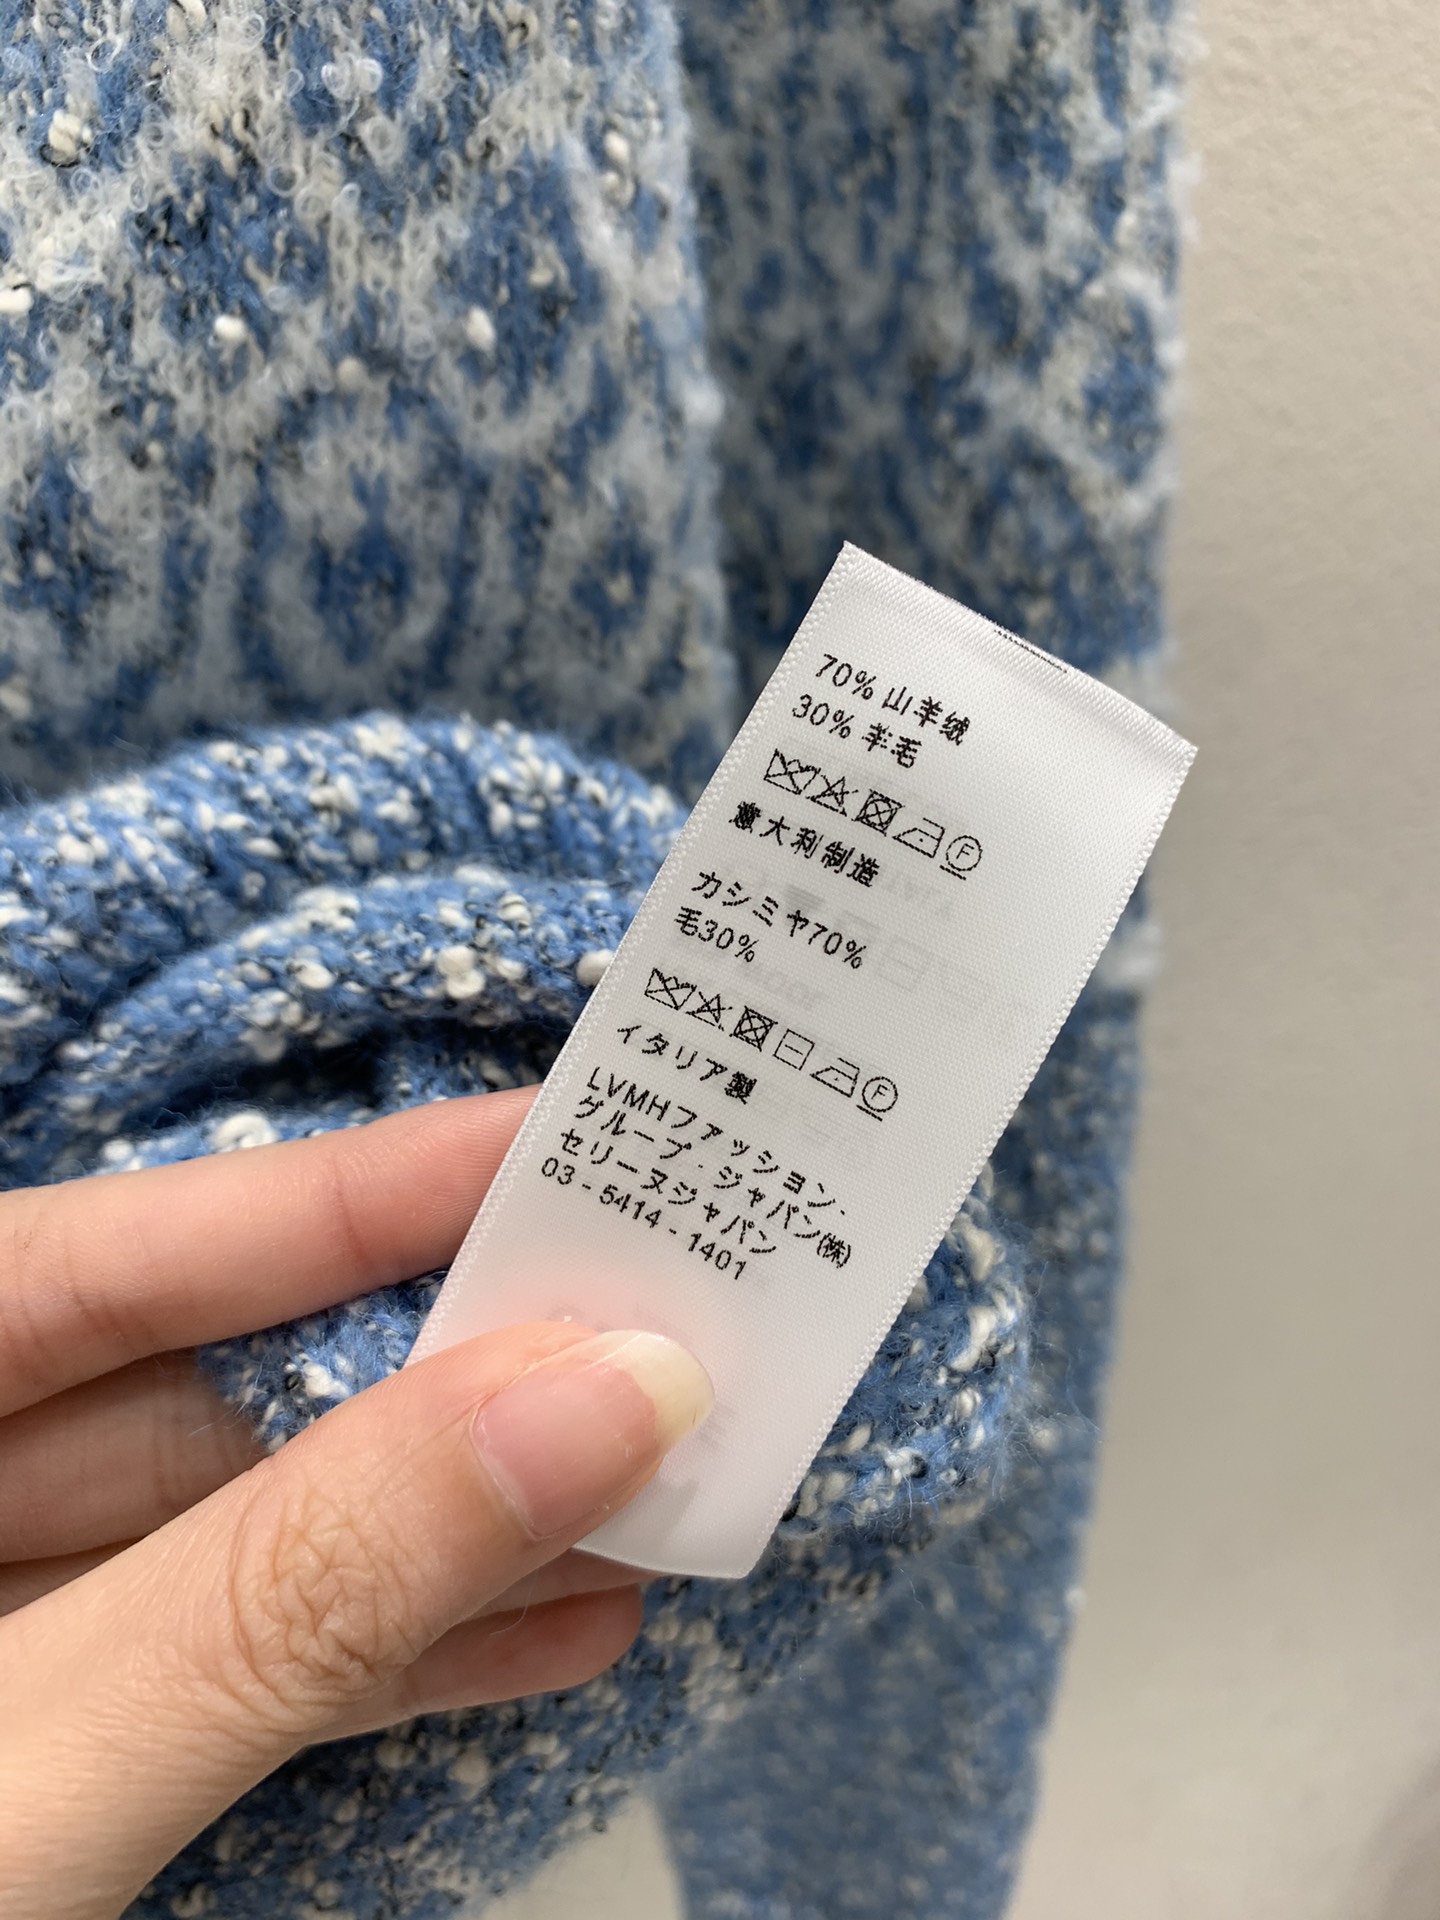 70% 山羊绒
30% 羊毛
F
意大利制造
カシミヤ70%
毛30%
F
イタリア製
LVMHファッション.
グループ・ジャパン(株)
セリーヌジャパン
03-5414-1401